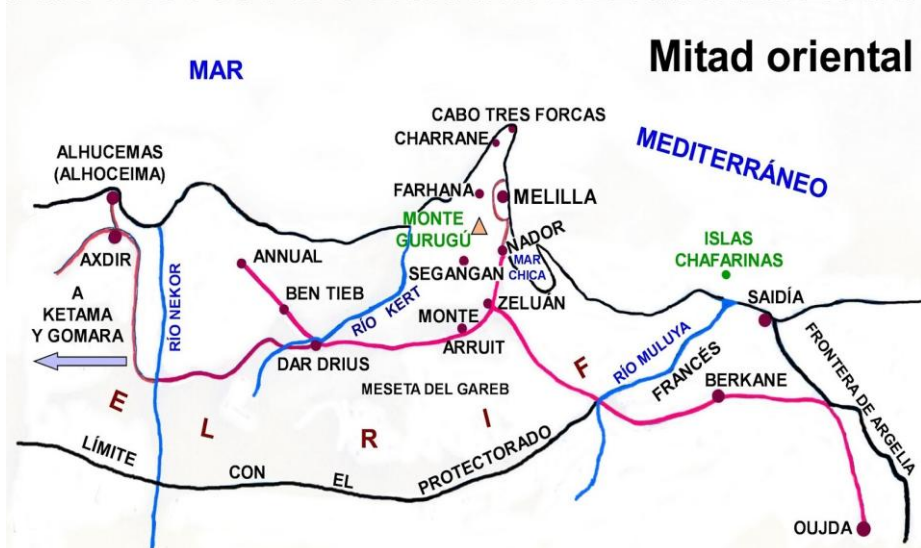 Mitad oriental
MAR
MEDITERRÁNEO
CABO TRES FORCAS
CHARRANE
ALHUCEMAS
(ALHOCEIMA)
FARHANA
MELILLA
MONTE
GURUGÚ
NADOR
MAR
CHICA
ISLAS
CHAFARINAS
AXDIR
ANNUAL
SEGANGAN
A
KETAMA
Y GOMARA
RÍO NEKOR
BEN TIEB
RÍO KERT
ZELUÁN
SAIDÍA
MONTE
ARRUIT
DAR DRIUS
RÍO MULUYA
FRONTERA DE ARGELIA
MESETA DEL GAREB
BERKANE
E L R I F
LÍMITE CON EL PROTECTORADO FRANCÉS
OUJDA